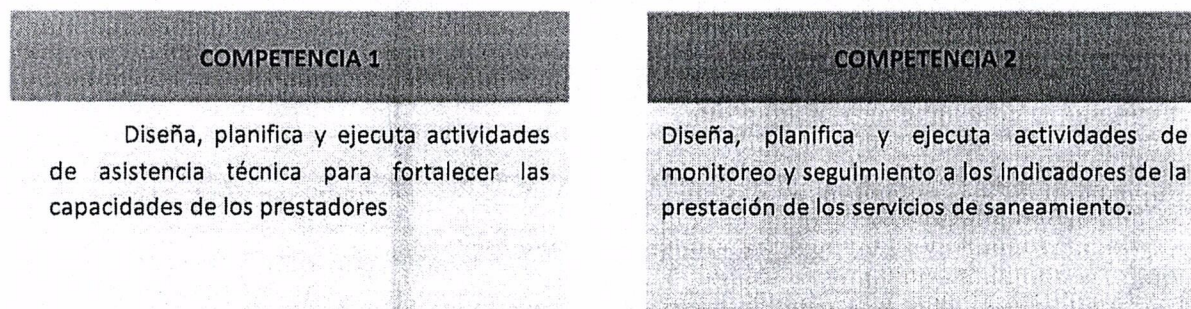 COMPETENCIA 1
Diseña, planifica y ejecuta actividades
de asistencia técnica para fortalecer las
capacidades de los prestadores
COMPETENCIA 2
Diseña, planifica y ejecuta actividades de
monitoreo y seguimiento a los indicadores de la
prestación de los servicios de saneamiento.